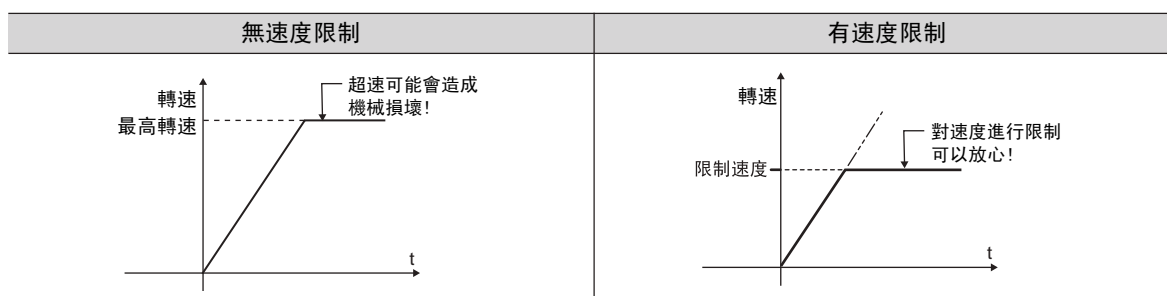 無速度限制
有速度限制
轉速
最高轉速
超速可能會造成
機械損壞!
t
轉速
限制速度
對速度進行限制
可以放心!
t